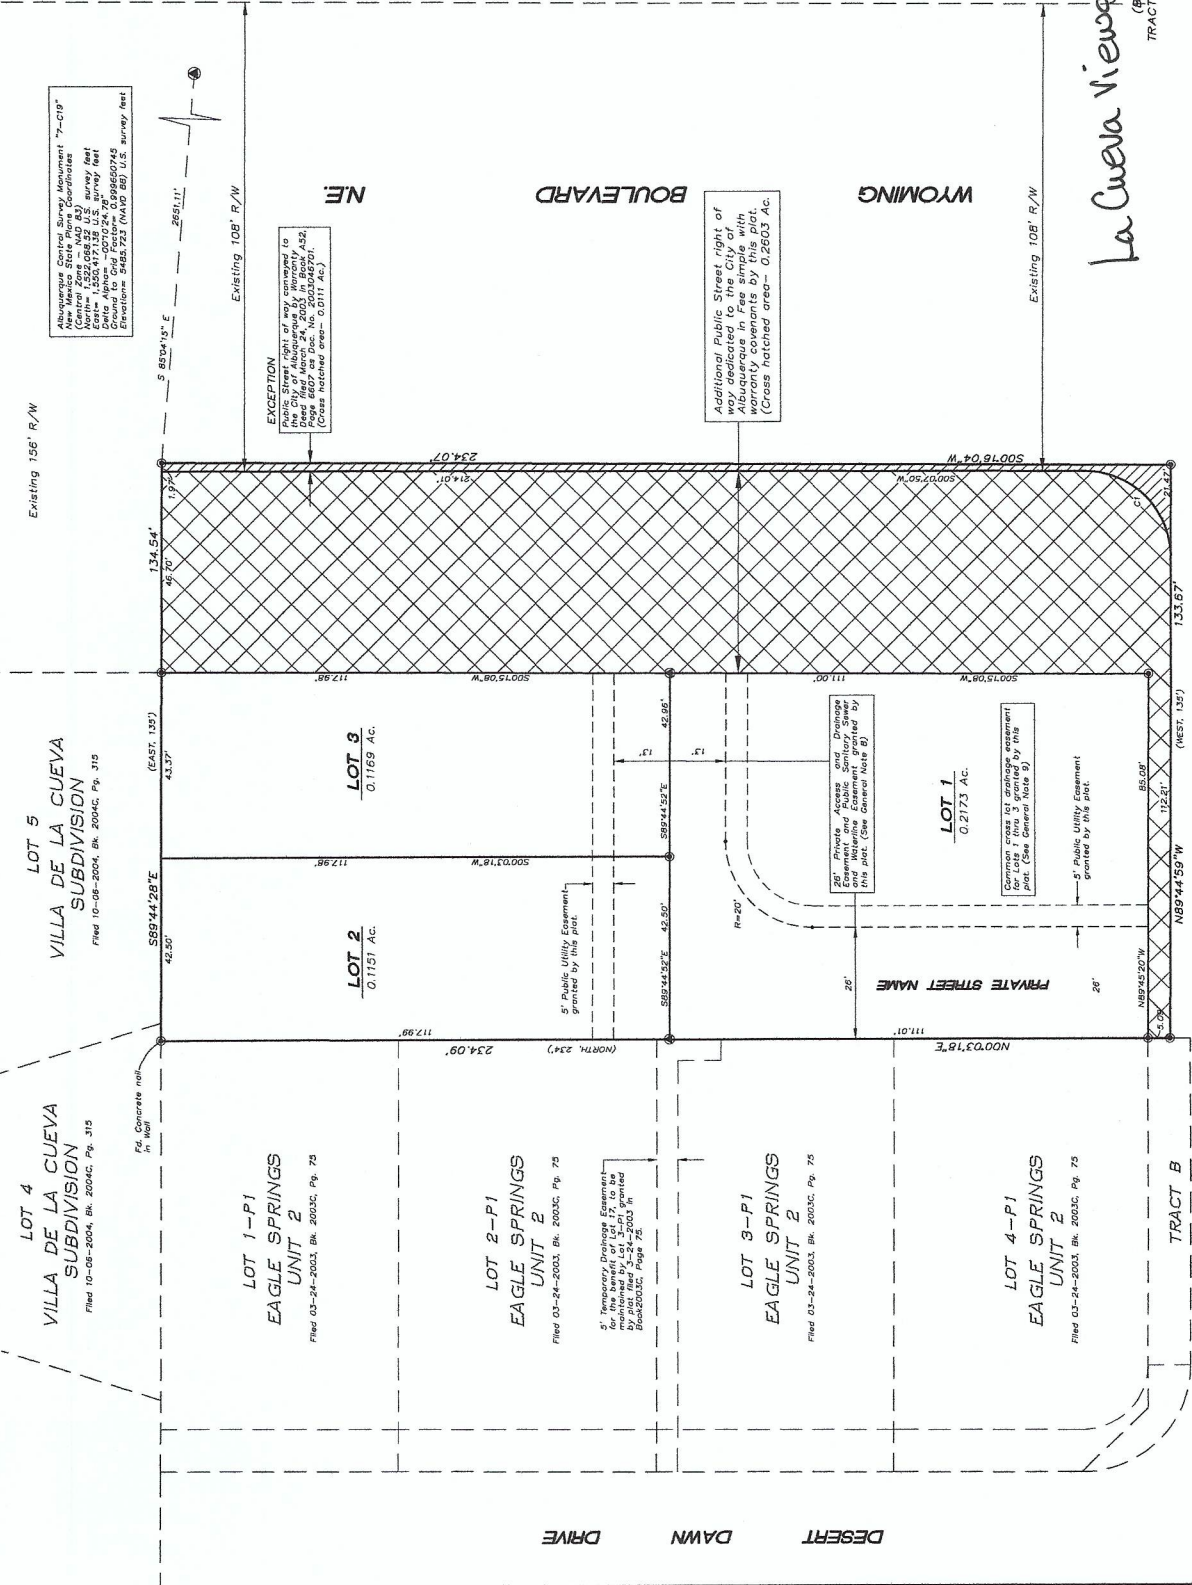 Existing 156' R/W
Albuquerque Control Survey Monument "7-C19"
New Mexico State Plane Coordinates
(Central Zone - NAD 83)
North= 1,522,068.52 U.S. survey feet
East= 1,550,417.138 U.S. survey feet
Delta Alpha= -00°10'24.78"
Ground to Grid Factor= 0.999650745
Elevation= 5485.723 (NAVD 88) U.S. survey feet
S 85°04'15" E
2651.11'
Existing 108' R/W
EXCEPTION
Public Street right of way conveyed to
the City of Albuquerque by Warranty
Deed filed March 24, 2003 in Book A52,
Page 6607 as Doc. No. 2003046701.
(Cross hatched area- 0.0111 Ac.)
WYOMING
BOULEVARD
N.E.
Additional Public Street right of
way dedicated to the City of
Albuquerque in Fee simple with
warranty covenants by this plat.
(Cross hatched area- 0.2603 Ac.
Existing 108' R/W
La Cueva Viewp
TRACT
LOT 5
VILLA DE LA CUEVA
SUBDIVISION
Filed 10-06-2004, Bk. 2004C, Pg. 315
LOT 4
VILLA DE LA CUEVA
SUBDIVISION
Filed 10-06-2004, Bk. 2004C, Pg. 315
Fd. Concrete nail
in Wall
S89°44'28"E
42.50'
(EAST, 135')
43.37'
134.54'
46.70'
1.97'
234.07'
214.01'
S00°16'04"W
S00°07'50"W
C1
21.47'
133.67'
(WEST, 135')
N89°44'59"W
112.21'
85.08'
N89°45'20"W
5.00'
117.98'
S00°15'08"W
111.00'
S00°15'08"W
LOT 3
0.1169 Ac.
117.98'
S00°03'18"W
LOT 2
0.1151 Ac.
5' Public Utility Easement
granted by this plat.
117.99'
234.09'
(NORTH, 234')
111.01'
N00°03'18"E
S89°44'52"E
42.50'
S89°44'52"E
42.95'
13'
13'
R=20'
26' Private Access and Drainage
Easement and Public Sanitary Sewer
and Waterline Easement granted by
this plat. (See General Note 8)
26'
LOT 1
0.2173 Ac.
Common cross lot drainage easement
for Lots 1 thru 3 granted by this
plat. (See General Note 9)
5' Public Utility Easement
granted by this plat.
PRIVATE STREET NAME
26'
LOT 1-P1
EAGLE SPRINGS
UNIT 2
Filed 03-24-2003, Bk. 2003C, Pg. 75
LOT 2-P1
EAGLE SPRINGS
UNIT 2
Filed 03-24-2003, Bk. 2003C, Pg. 75
5' Temporary Drainage Easement
for the benefit of Lot 17, to be
maintained by Lot 3-P1 granted
by plat filed 3-24-2003 in
Book2003C, Page 75.
LOT 3-P1
EAGLE SPRINGS
UNIT 2
Filed 03-24-2003, Bk. 2003C, Pg. 75
LOT 4-P1
EAGLE SPRINGS
UNIT 2
Filed 03-24-2003, Bk. 2003C, Pg. 75
TRACT B
DESERT
DAWN
DRIVE